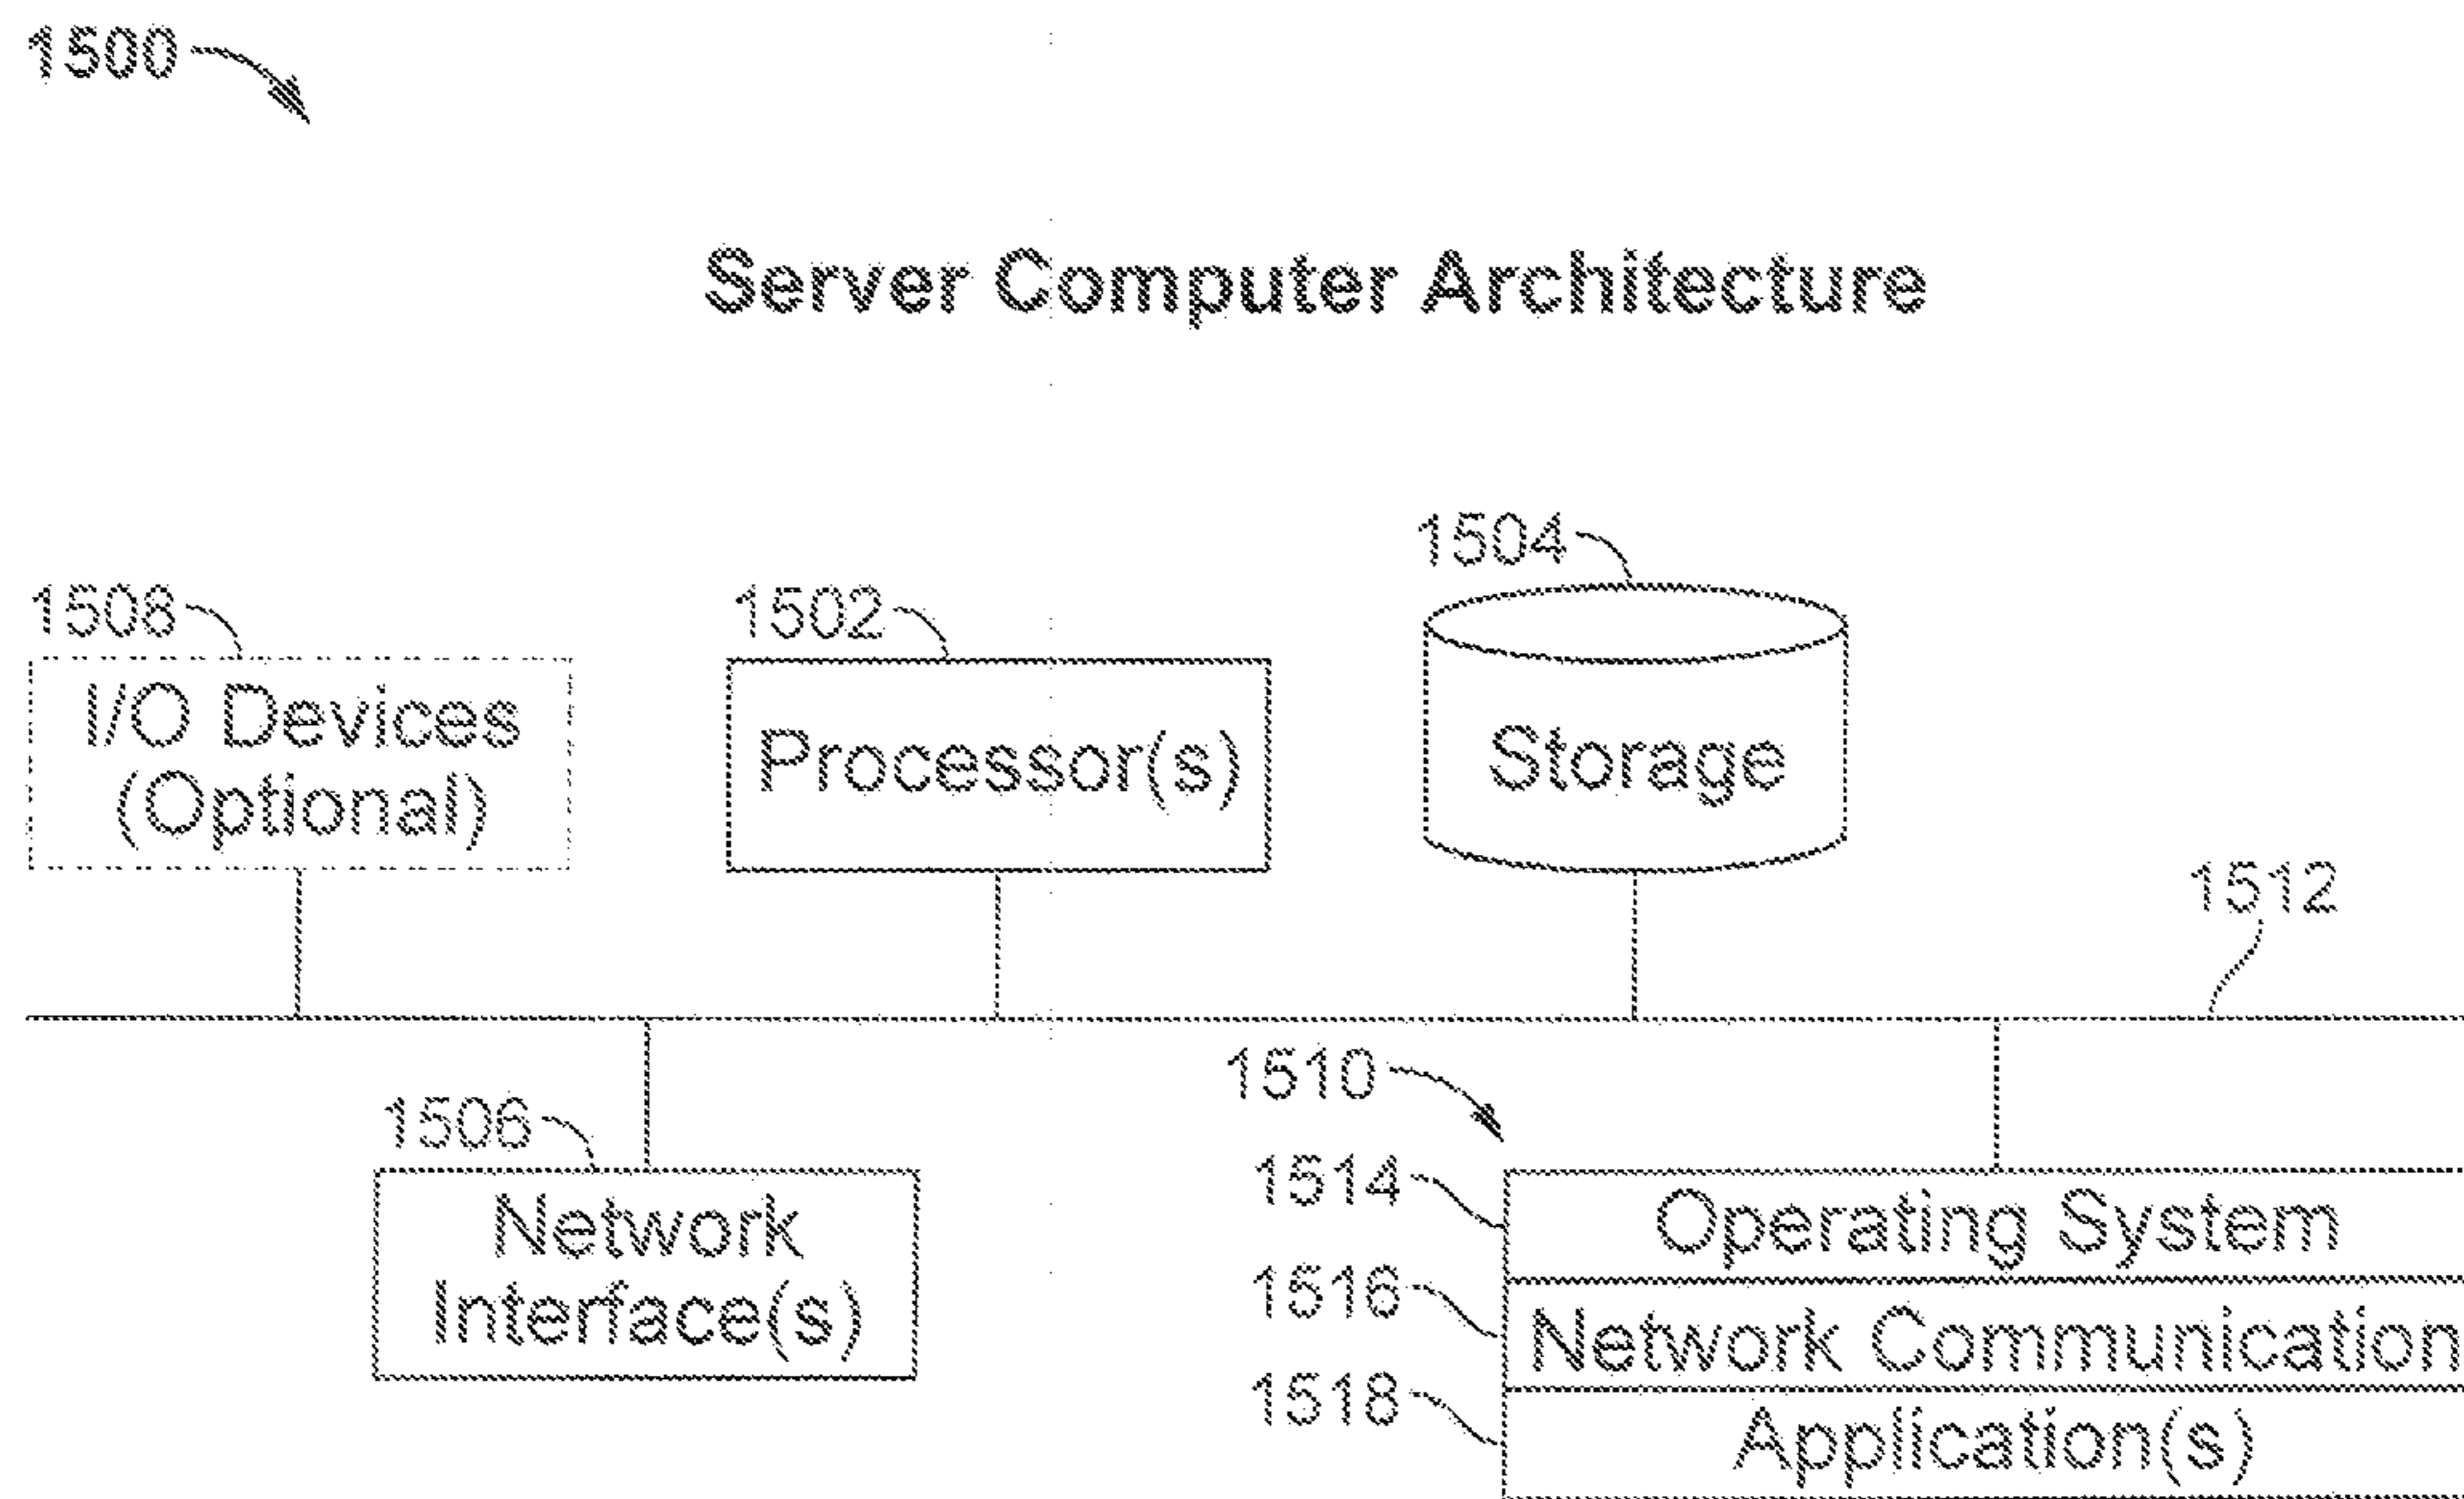 1500
Server Computer Architecture
1504
1508
1502
I/O Devices
(Optional)
Processor(s)
Storage
1512
1510
1506
1514
Network
Interface(s)
Operating System
1516
Network Communication
1518
Application(s)